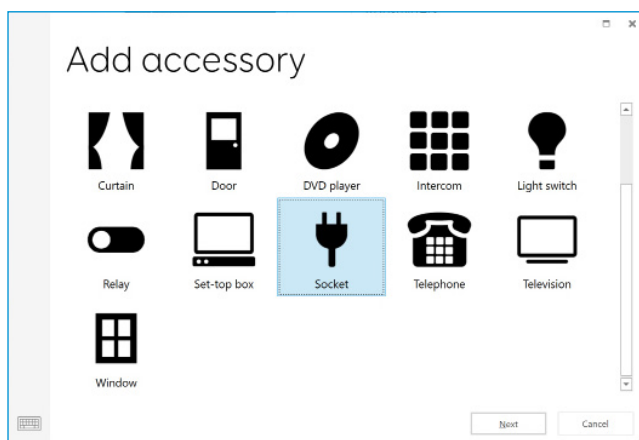 Add accessory
Curtain Door DVD player Intercom Light switch
Relay Set-top box Socket Telephone Television
Window
Next Cancel